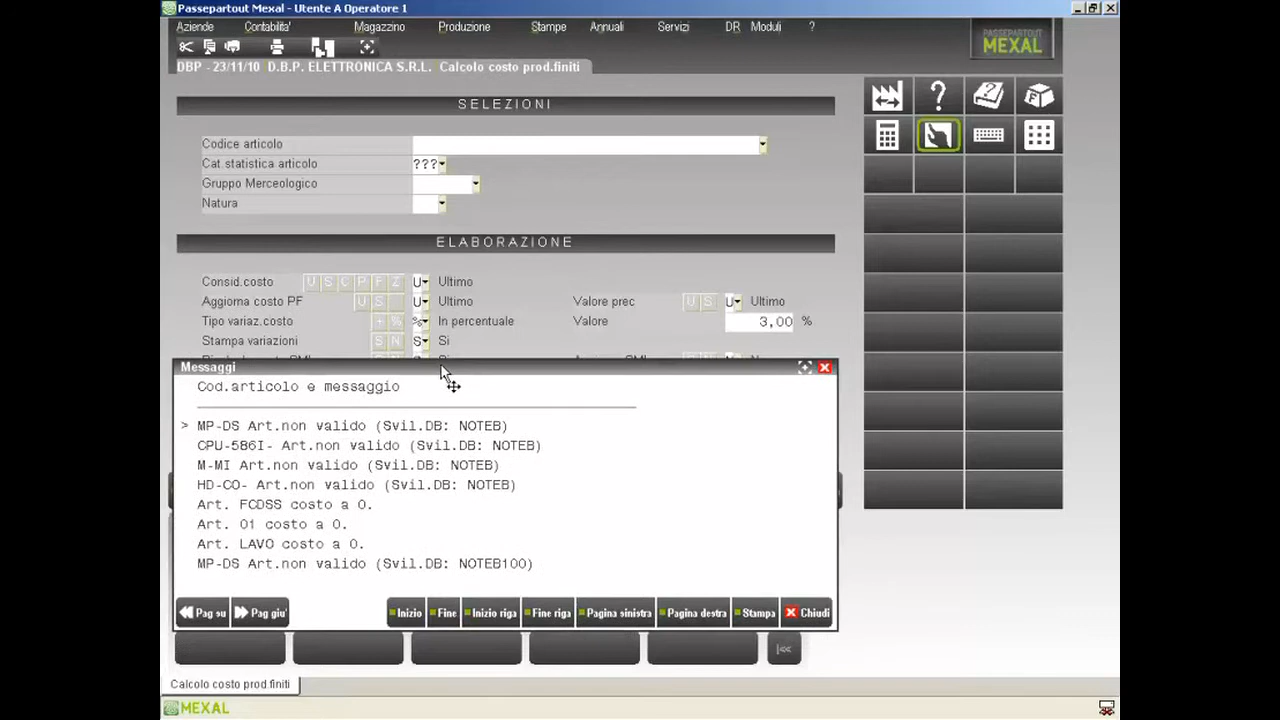 Passepartout Mexal - Utente A Operatore 1
Aziende Contabilita' Magazzino Produzione Stampe Annuali Servizi DR Moduli ?
PASSEPARTOUT
MEXAL
DBP - 23/11/10 D.B.P. ELETTRONICA S.R.L. Calcolo costo prod.finiti
SELEZIONI
Codice articolo
Cat.statistica articolo ???
Gruppo Merceologico
Natura
ELABORAZIONE
Consid.costo U S C P F Z U Ultimo
Aggiorna costo PF U S U Ultimo Valore prec U S U Ultimo
Tipo variaz.costo + % % In percentuale Valore 3,00 %
Stampa variazioni S N S Si
Messaggi
Cod.articolo e messaggio
> MP-DS Art.non valido (Svil.DB: NOTEB)
CPU-586I- Art.non valido (Svil.DB: NOTEB)
M-MI Art.non valido (Svil.DB: NOTEB)
HD-CO- Art.non valido (Svil.DB: NOTEB)
Art. FCDSS costo a 0.
Art. 01 costo a 0.
Art. LAVO costo a 0.
MP-DS Art.non valido (Svil.DB: NOTEB100)
Pag su Pag giu' Inizio Fine Inizio riga Fine riga Pagina sinistra Pagina destra Stampa Chiudi
|<<
Calcolo costo prod.finiti
MEXAL